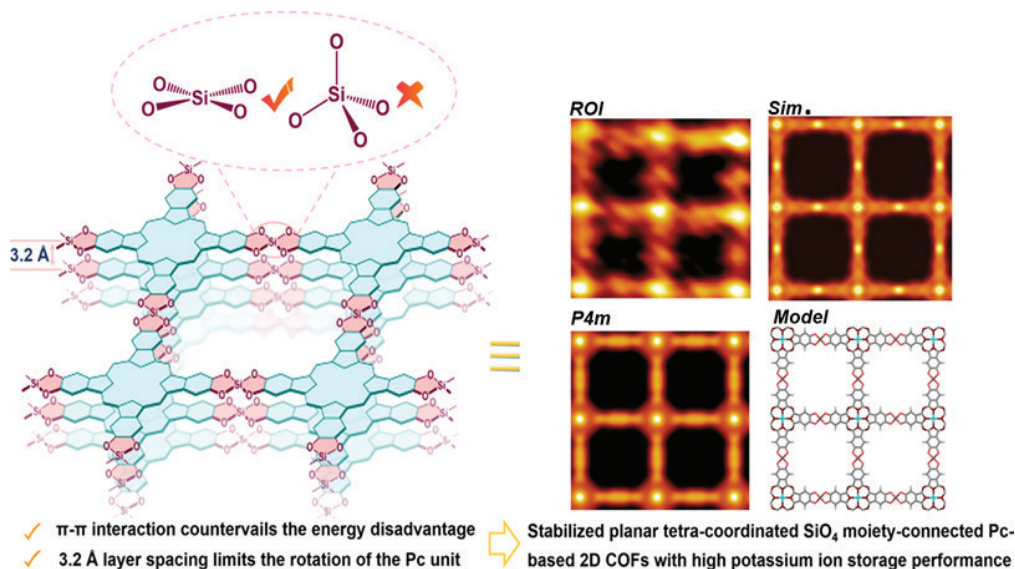 O
O O
Si
O O
O
Si
O
O
O
ROI
Sim.
3.2 Å
P4m
Model
✓ π-π interaction countervails the energy disadvantage
✓ 3.2 Å layer spacing limits the rotation of the Pc unit
Stabilized planar tetra-coordinated SiO₄ moiety-connected Pc-
based 2D COFs with high potassium ion storage performance